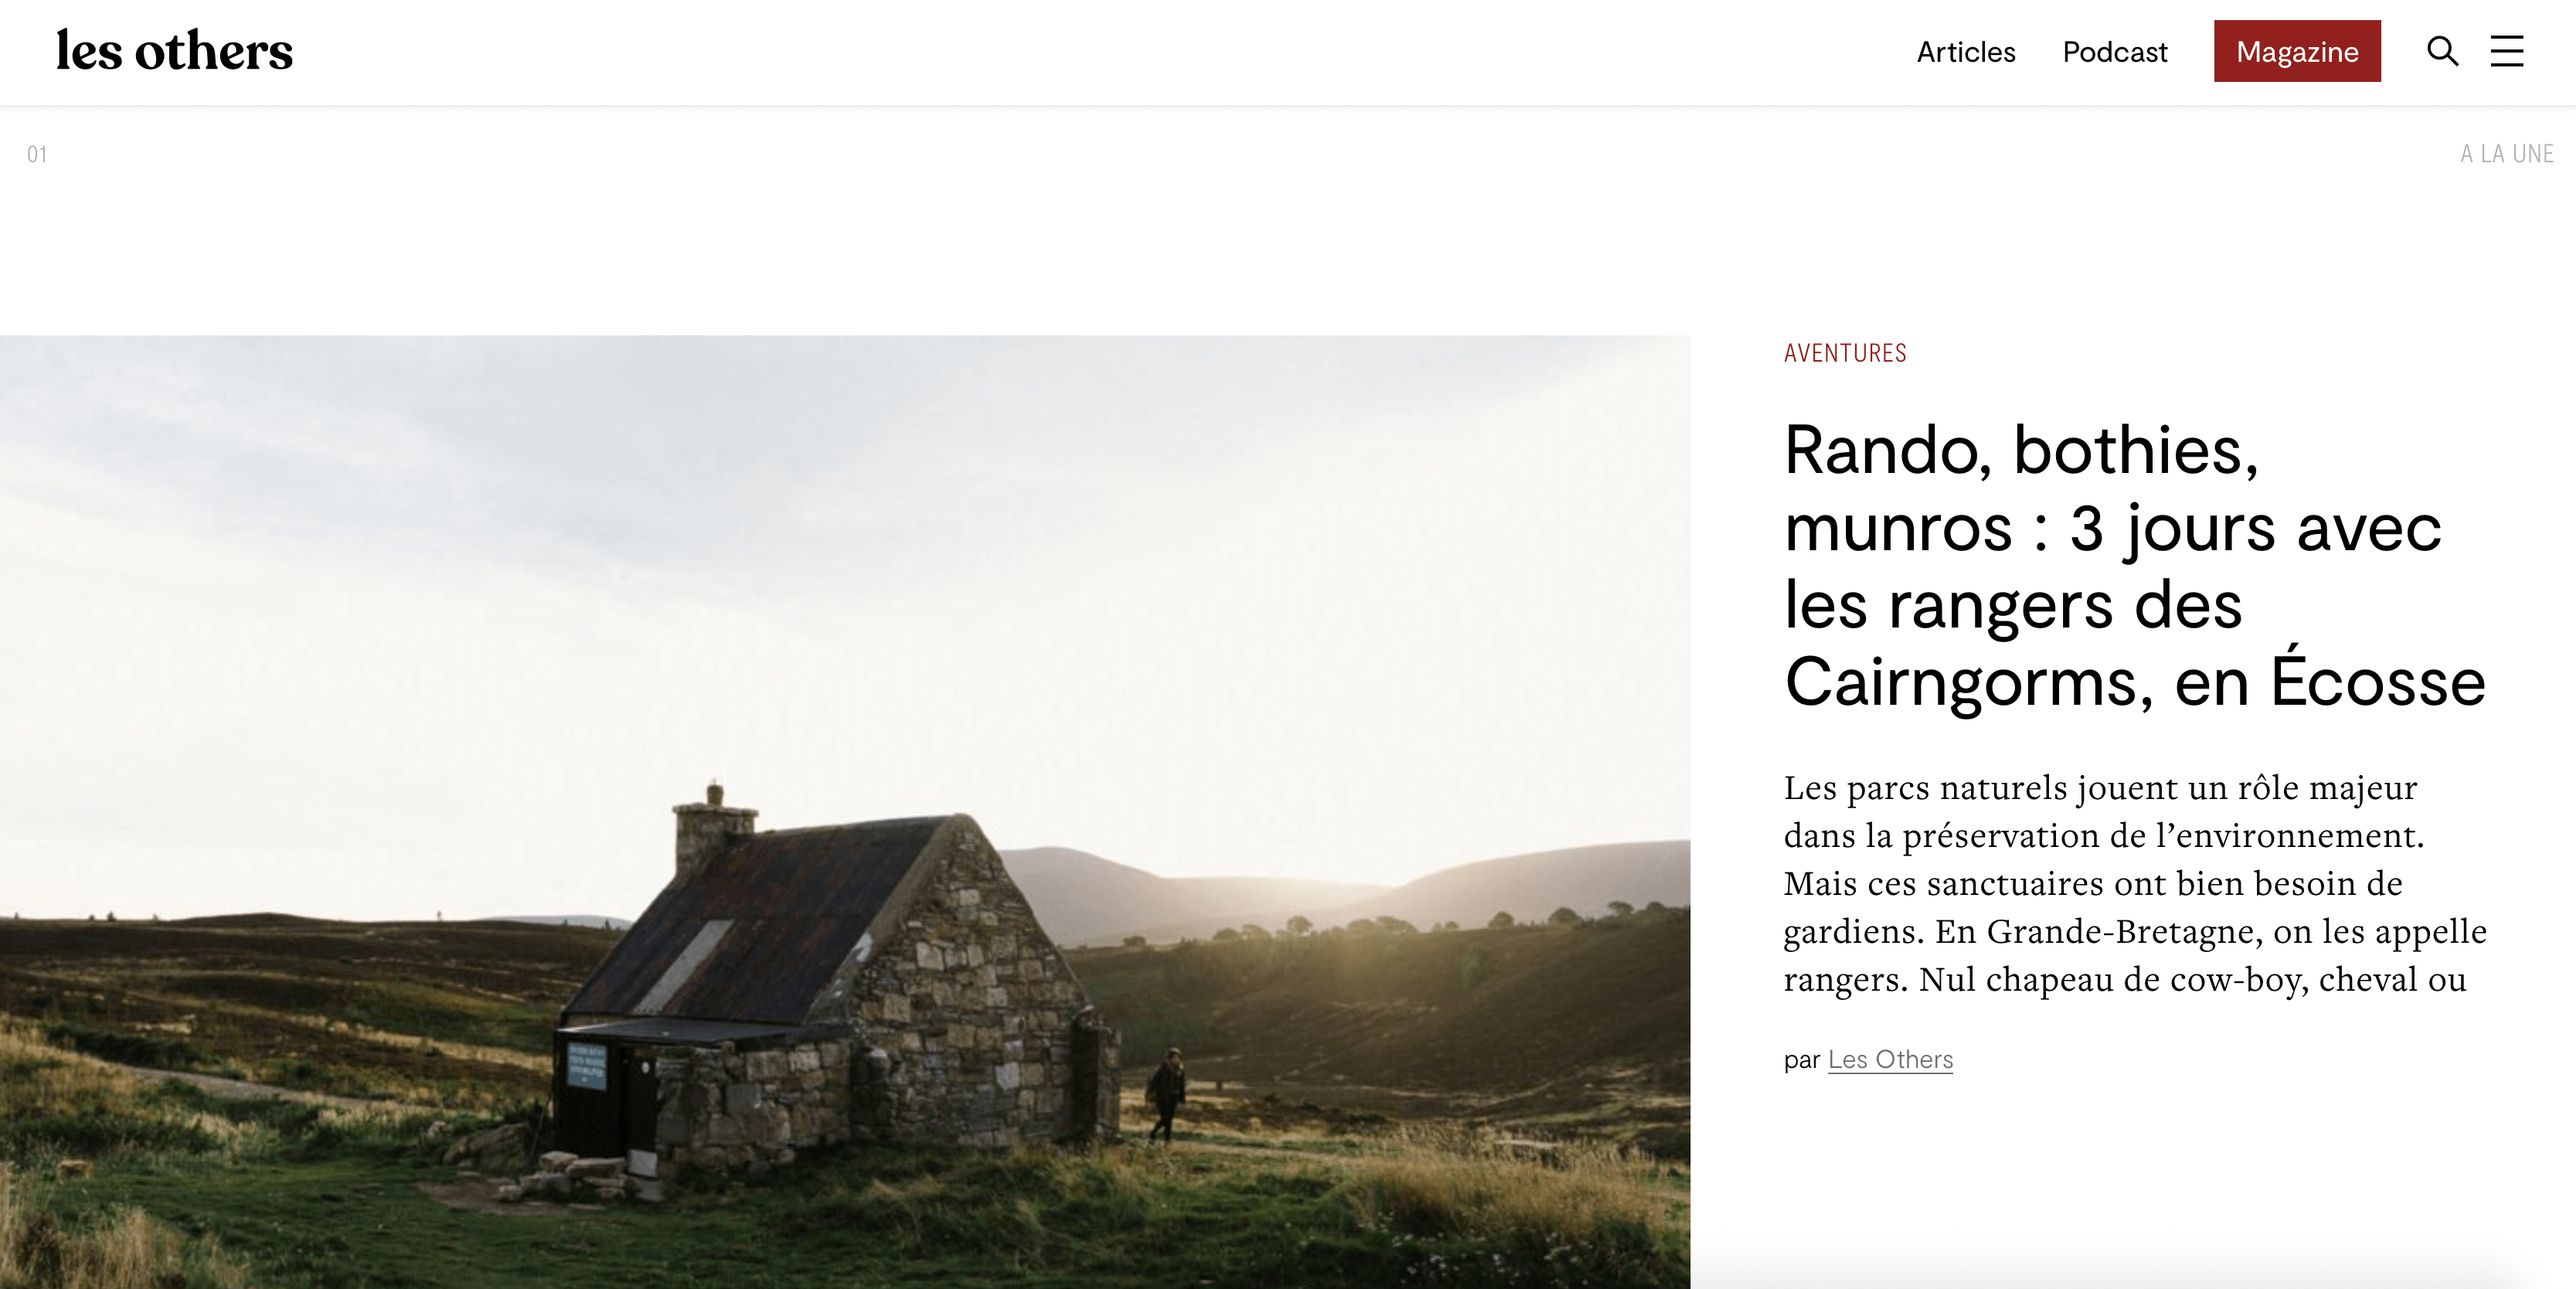 les others
Articles
Podcast
Magazine
01
A LA UNE
AVENTURES
Rando, bothies,
munros : 3 jours avec
les rangers des
Cairngorms, en Écosse
Les parcs naturels jouent un rôle majeur
dans la préservation de l’environnement.
Mais ces sanctuaires ont bien besoin de
gardiens. En Grande-Bretagne, on les appelle
rangers. Nul chapeau de cow-boy, cheval ou
par Les Others